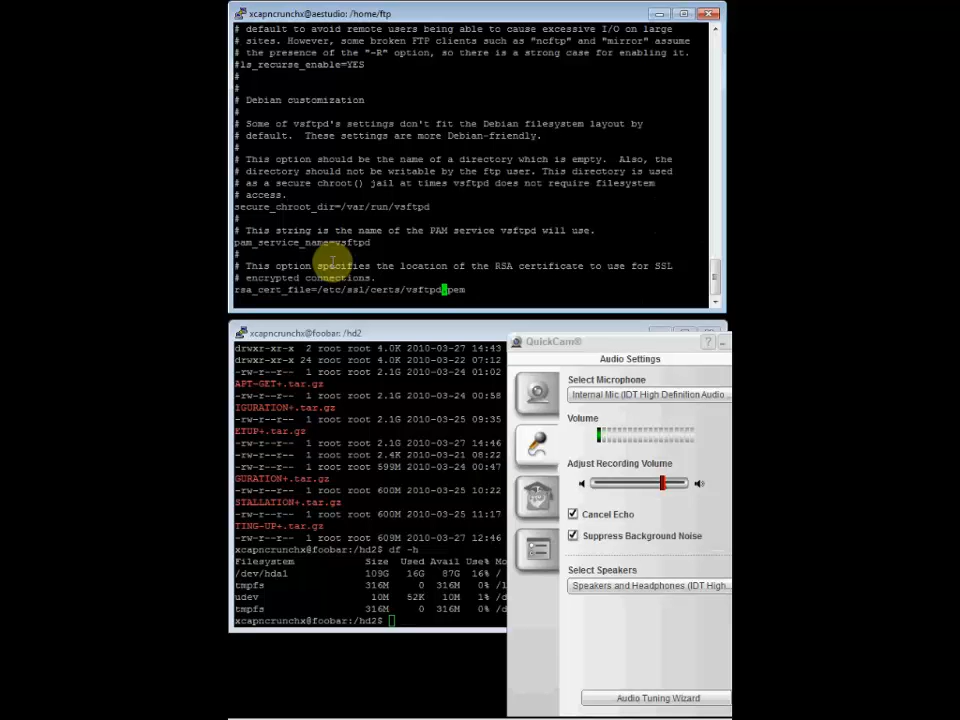 xcapncrunchx@aestudio: /home/ftp
# default to avoid remote users being able to cause excessive I/O on large
# sites. However, some broken FTP clients such as "ncftp" and "mirror" assume
# the presence of the "-R" option, so there is a strong case for enabling it.
#ls_recurse_enable=YES
#
#
# Debian customization
#
# Some of vsftpd's settings don't fit the Debian filesystem layout by
# default.  These settings are more Debian-friendly.
#
# This option should be the name of a directory which is empty.  Also, the
# directory should not be writable by the ftp user. This directory is used
# as a secure chroot() jail at times vsftpd does not require filesystem
# access.
secure_chroot_dir=/var/run/vsftpd
#
# This string is the name of the PAM service vsftpd will use.
pam_service_name=vsftpd
#
# This option specifies the location of the RSA certificate to use for SSL
# encrypted connections.
rsa_cert_file=/etc/ssl/certs/vsftpd.pem
xcapncrunchx@foobar: /hd2
drwxr-xr-x  2 root root 4.0K 2010-03-27 14:43
drwxr-xr-x 24 root root 4.0K 2010-03-22 07:12
-rw-r--r--  1 root root 2.1G 2010-03-24 01:02
APT-GET+.tar.gz
-rw-r--r--  1 root root 2.1G 2010-03-24 00:58
IGURATION+.tar.gz
-rw-r--r--  1 root root 2.1G 2010-03-25 09:35
ETUP+.tar.gz
-rw-r--r--  1 root root 2.1G 2010-03-27 14:46
-rw-r--r--  1 root root 2.4K 2010-03-21 08:22
-rw-r--r--  1 root root 599M 2010-03-24 00:47
GURATION+.tar.gz
-rw-r--r--  1 root root 600M 2010-03-25 10:22
STALLATION+.tar.gz
-rw-r--r--  1 root root 600M 2010-03-25 11:17
TING-UP+.tar.gz
-rw-r--r--  1 root root 609M 2010-03-27 12:46
xcapncrunchx@foobar:/hd2$ df -h
Filesystem Size Used Avail Use% Mo
/dev/hda1 109G 16G 87G 16% /
tmpfs 316M 0 316M 0% /l
udev 10M 52K 10M 1% /d
tmpfs 316M 0 316M 0% /d
xcapncrunchx@foobar:/hd2$
QuickCam®
Audio Settings
Select Microphone
Internal Mic (IDT High Definition Audio ...
Volume
Adjust Recording Volume
Cancel Echo
Suppress Background Noise
Select Speakers
Speakers and Headphones (IDT High...
Audio Tuning Wizard